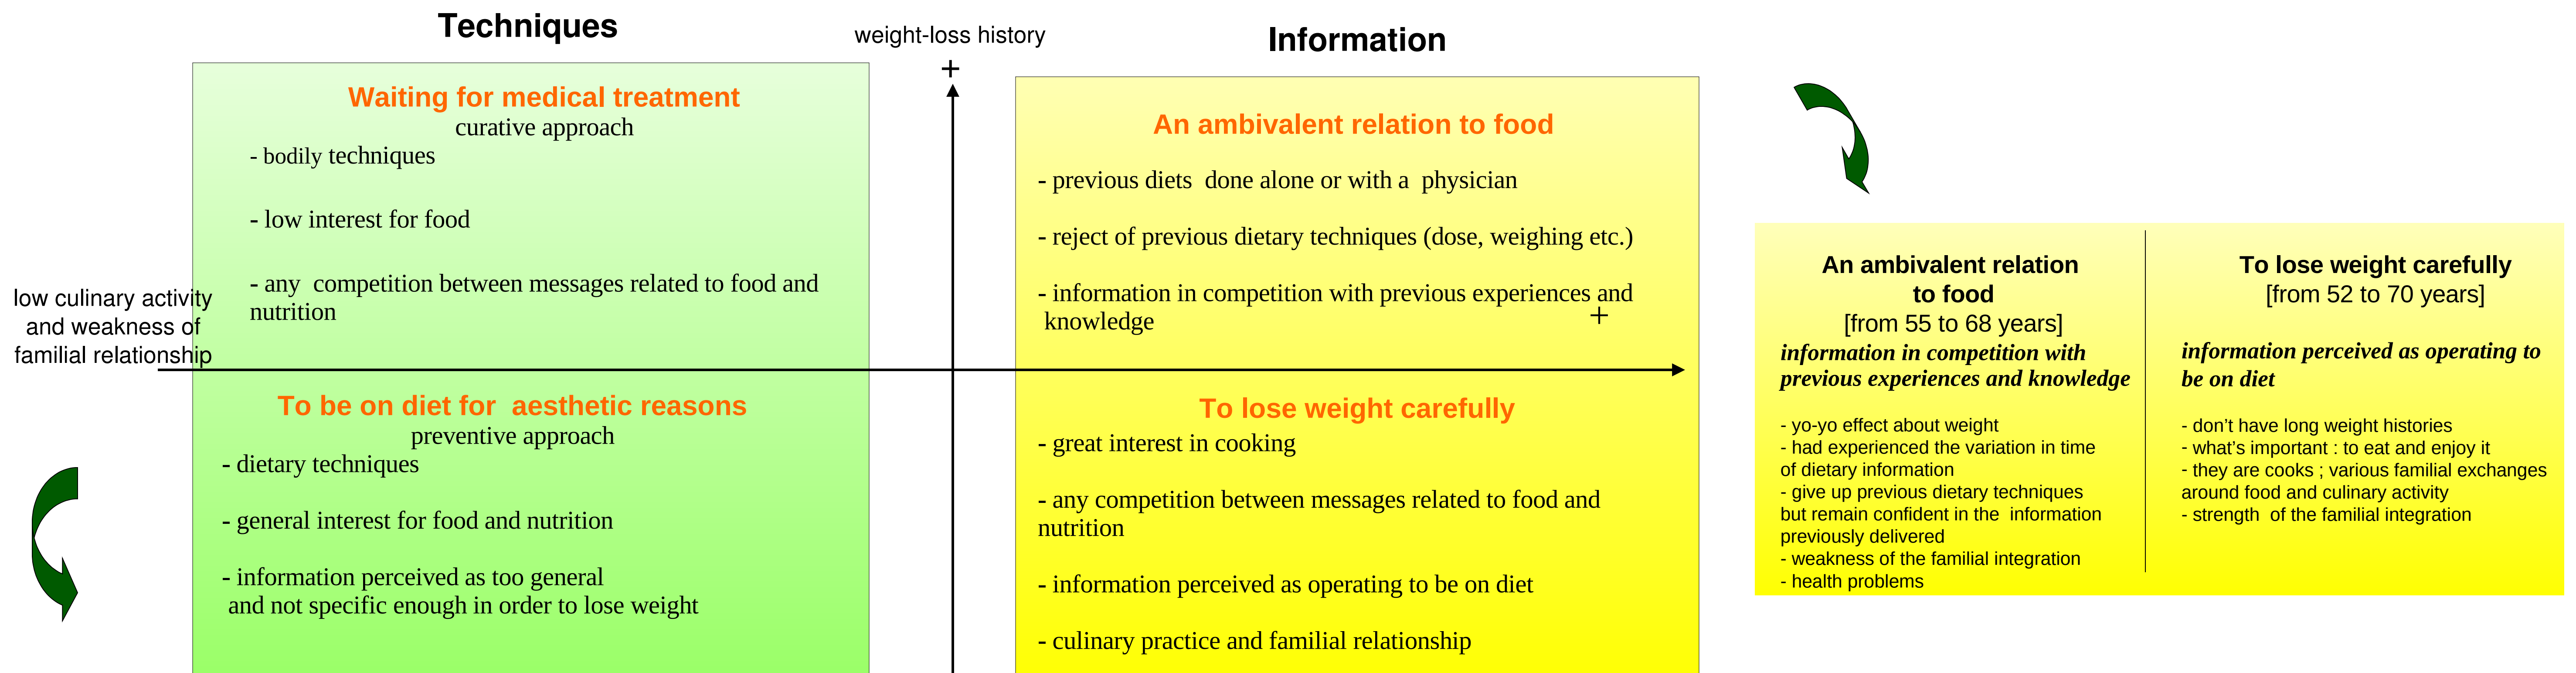 Techniques
Waiting for medical treatment
curative approach
- bodily techniques
- low interest for food
- any  competition between messages related to food and
nutrition
low culinary activity
and weakness of
familial relationship
To be on diet for  aesthetic reasons
preventive approach
- dietary techniques
- general interest for food and nutrition
- information perceived as too general
and not specific enough in order to lose weight
weight-loss history
+
Information
An ambivalent relation to food
- previous diets  done alone or with a  physician
- reject of previous dietary techniques (dose, weighing etc.)
- information in competition with previous experiences and
knowledge
+
To lose weight carefully
- great interest in cooking
- any competition between messages related to food and
nutrition
- information perceived as operating to be on diet
- culinary practice and familial relationship
An ambivalent relation
to food
[from 55 to 68 years]
information in competition with
previous experiences and knowledge
- yo-yo effect about weight
- had experienced the variation in time
of dietary information
- give up previous dietary techniques
but remain confident in the  information
previously delivered
- weakness of the familial integration
- health problems
To lose weight carefully
[from 52 to 70 years]
information perceived as operating to
be on diet
- don’t have long weight histories
- what’s important : to eat and enjoy it
- they are cooks ; various familial exchanges
around food and culinary activity
- strength  of the familial integration